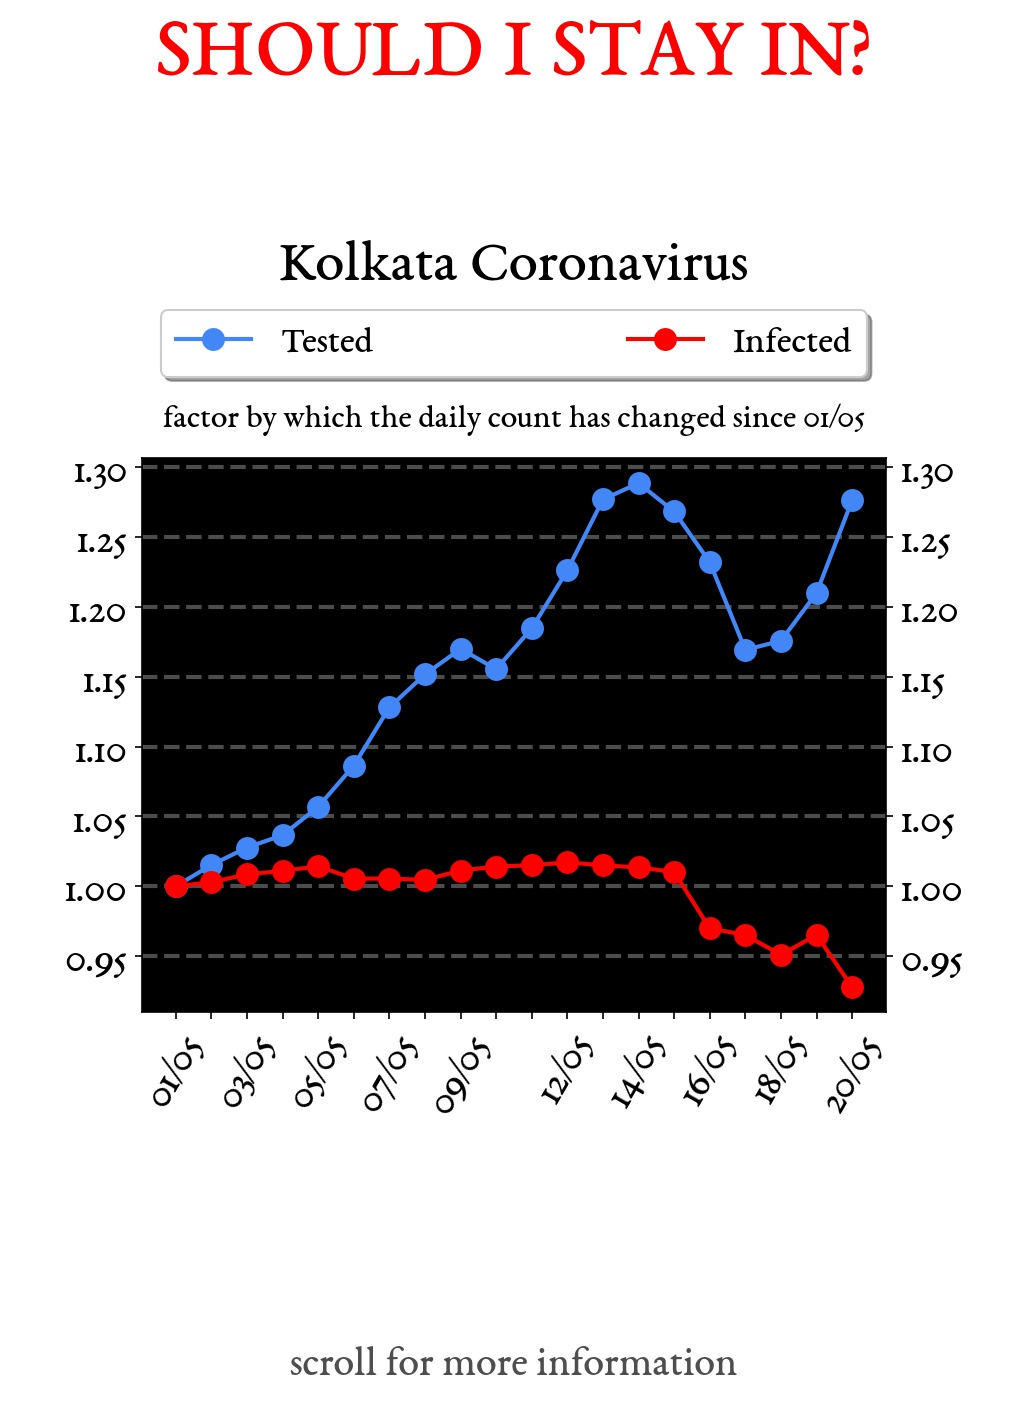 SHOULD I STAY IN?
Kolkata Coronavirus
Tested Infected
factor by which the daily count has changed since 01/05
1.30 1.30
1.25 1.25
1.20 1.20
1.15 1.15
1.10 1.10
1.05 1.05
1.00 1.00
0.95 0.95
01/05 03/05 05/05 07/05 09/05 12/05 14/05 16/05 18/05 20/05
scroll for more information